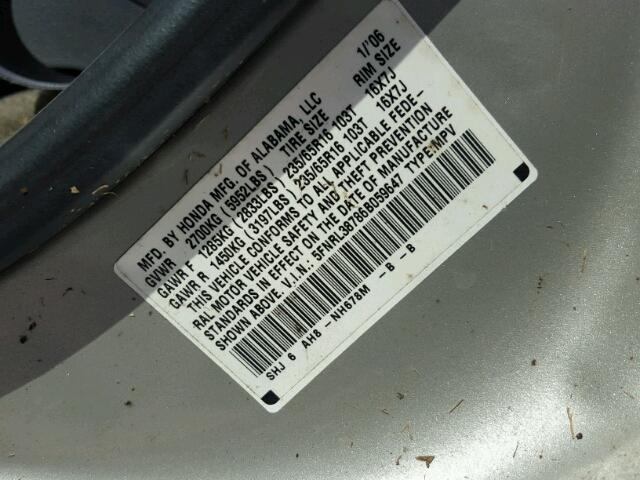 MFD. BY HONDA MFG. OF ALABAMA, LLC 1/'06
GVWR 2700KG (5952LBS) TIRE SIZE RIM SIZE
GAWR F 1285KG (2833LBS) 235/65R16 103T 16X7J
GAWR R 1450KG (3197LBS) 235/65R16 103T 16X7J
THIS VEHICLE CONFORMS TO ALL APPLICABLE FEDE-
RAL MOTOR VEHICLE SAFETY AND THEFT PREVENTION
STANDARDS IN EFFECT ON THE DATE OF MANUFACTURE
SHOWN ABOVE. V.I.N.: 5FNRL38786B059647 TYPE:MPV
SHJ 6 AH8 - NH678M - B - B